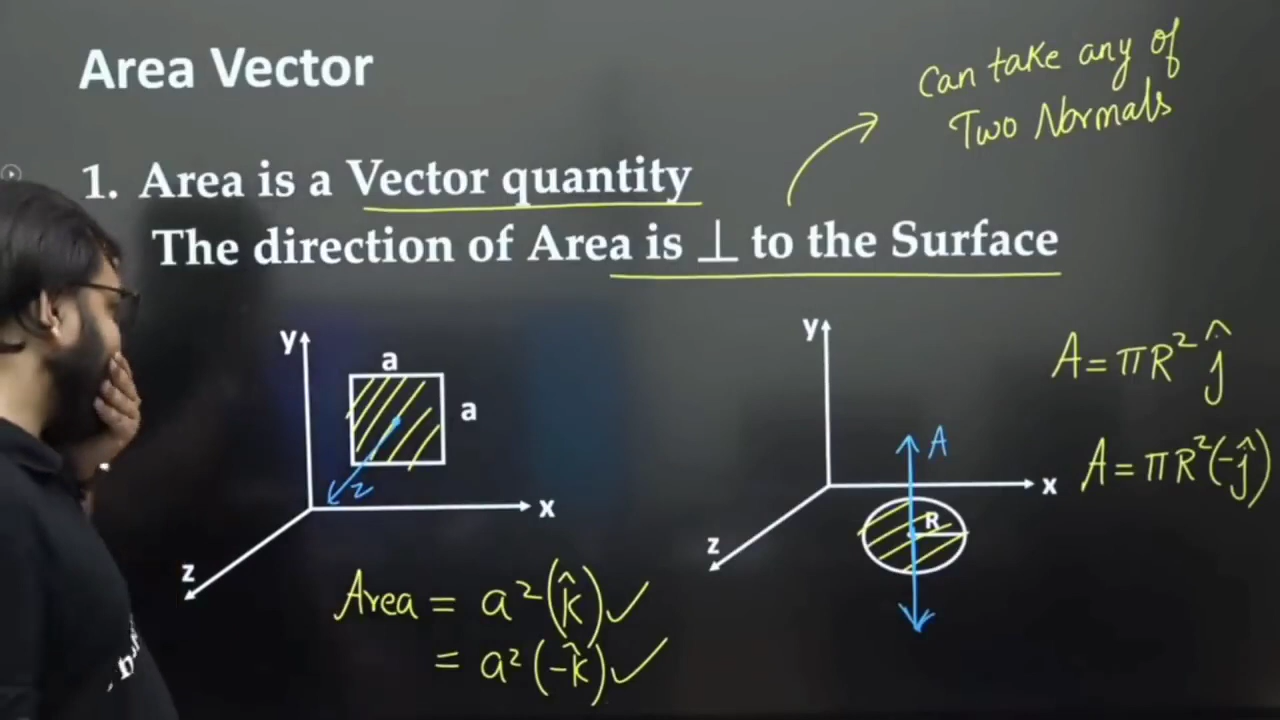 Area Vector
Can take any of
Two Normals
1. Area is a Vector quantity
The direction of Area is ⊥ to the Surface
y
a
a
z
x
z
Area = a²(k̂)✓
= a²(-k̂)✓
y
A
x
R
z
A = πR² ĵ
A = πR²(-ĵ)